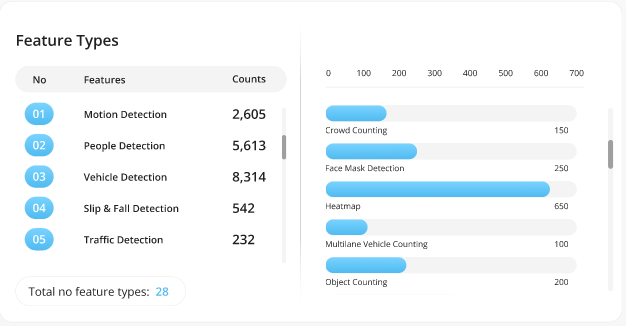 Feature Types
No Features Counts
01 Motion Detection 2,605
02 People Detection 5,613
03 Vehicle Detection 8,314
04 Slip & Fall Detection 542
05 Traffic Detection 232
Total no feature types: 28
0 100 200 300 400 500 600 700
Crowd Counting 150
Face Mask Detection 250
Heatmap 650
Multilane Vehicle Counting 100
Object Counting 200